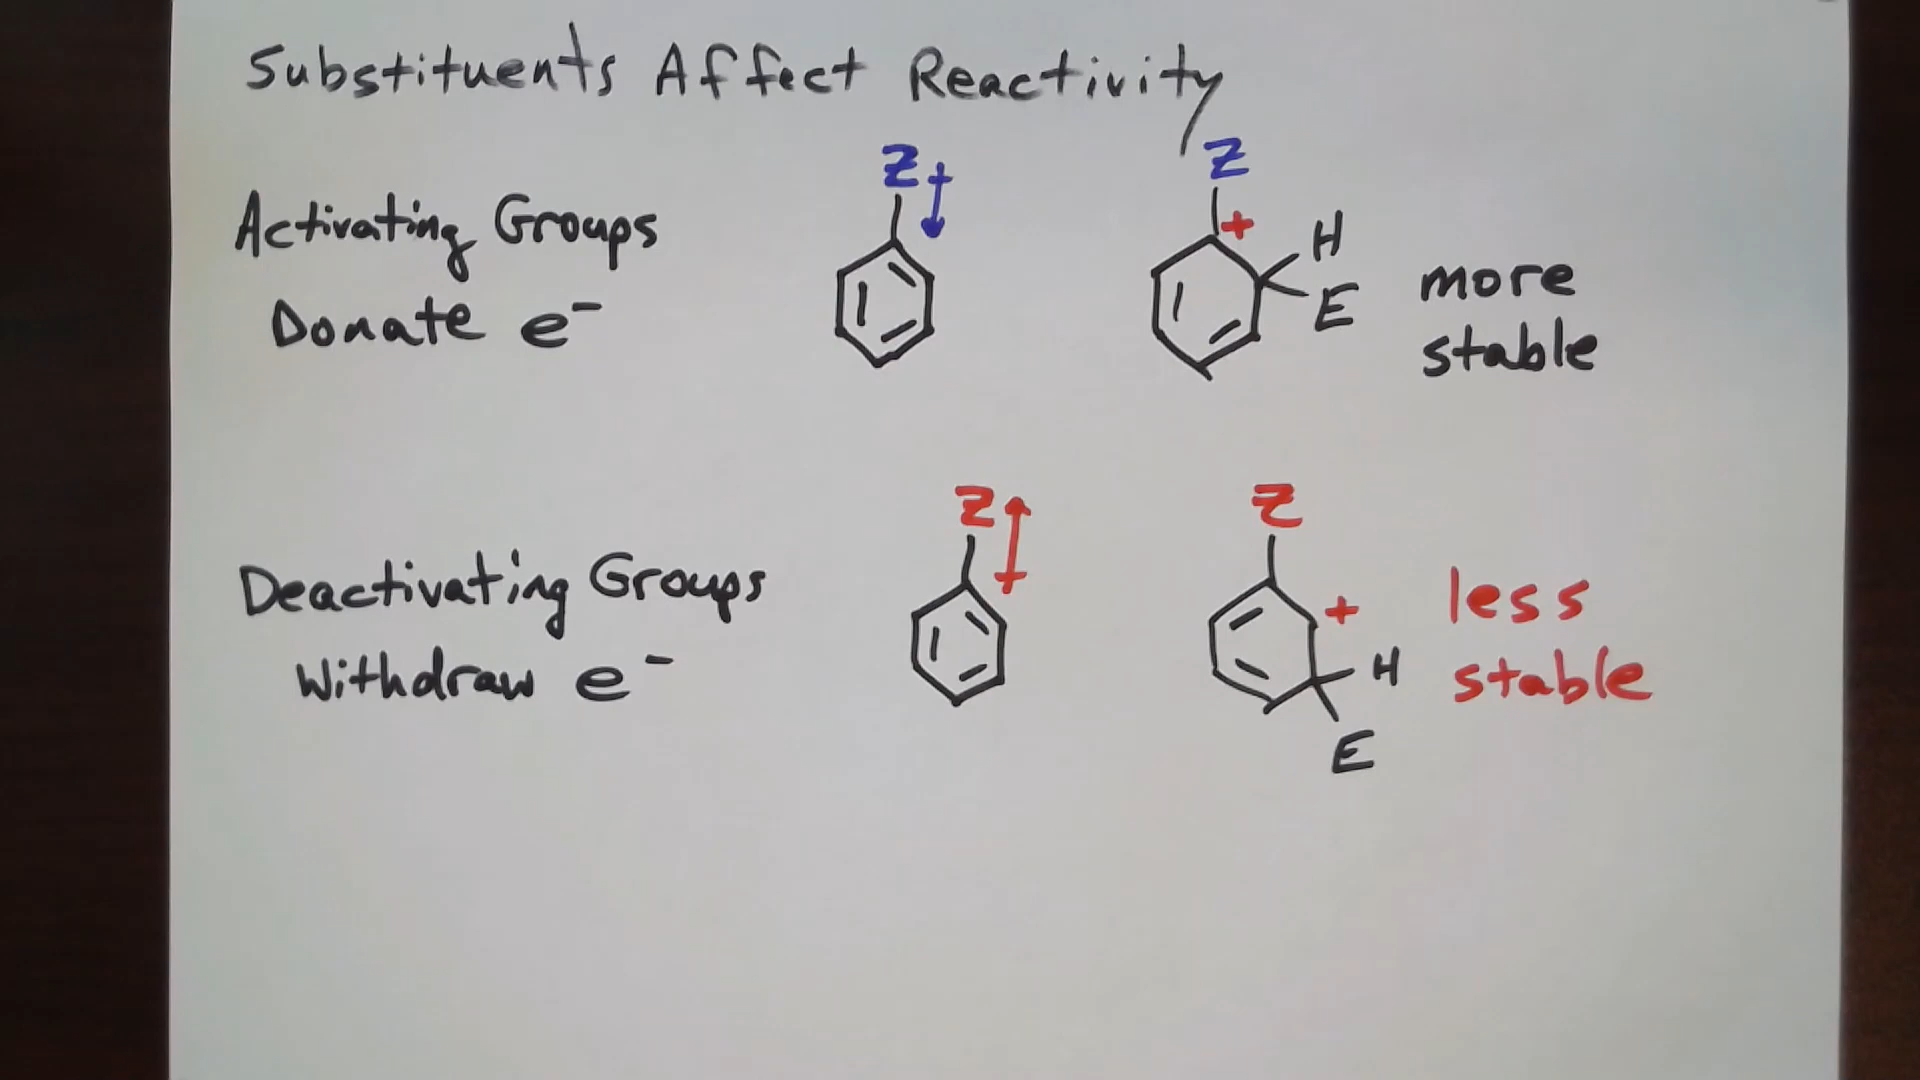 Substituents Affect Reactivity
Z Z
Activating Groups
+ H
Donate e⁻
E
more
stable
Z Z
Deactivating Groups
+
less
Withdraw e⁻
H
stable
E